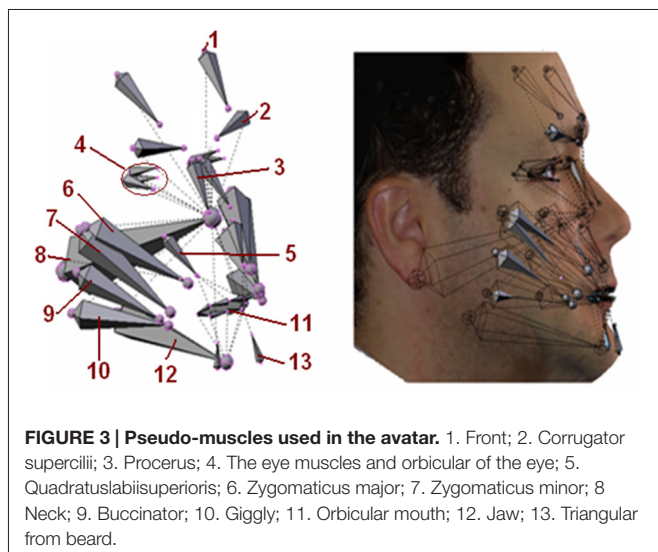 1
2
4
3
6
7
5
8
9
11
10
12
13
FIGURE 3 | Pseudo-muscles used in the avatar. 1. Front; 2. Corrugator
supercilii; 3. Procerus; 4. The eye muscles and orbicular of the eye; 5.
Quadratuslabiisuperioris; 6. Zygomaticus major; 7. Zygomaticus minor; 8
Neck; 9. Buccinator; 10. Giggly; 11. Orbicular mouth; 12. Jaw; 13. Triangular
from beard.